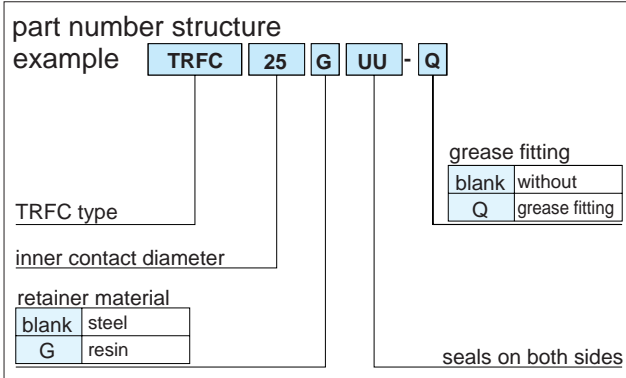 part number structure
example TRFC 25 G UU - Q
grease fitting
blank without
Q grease fitting
TRFC type
inner contact diameter
retainer material
blank steel
G resin
seals on both sides